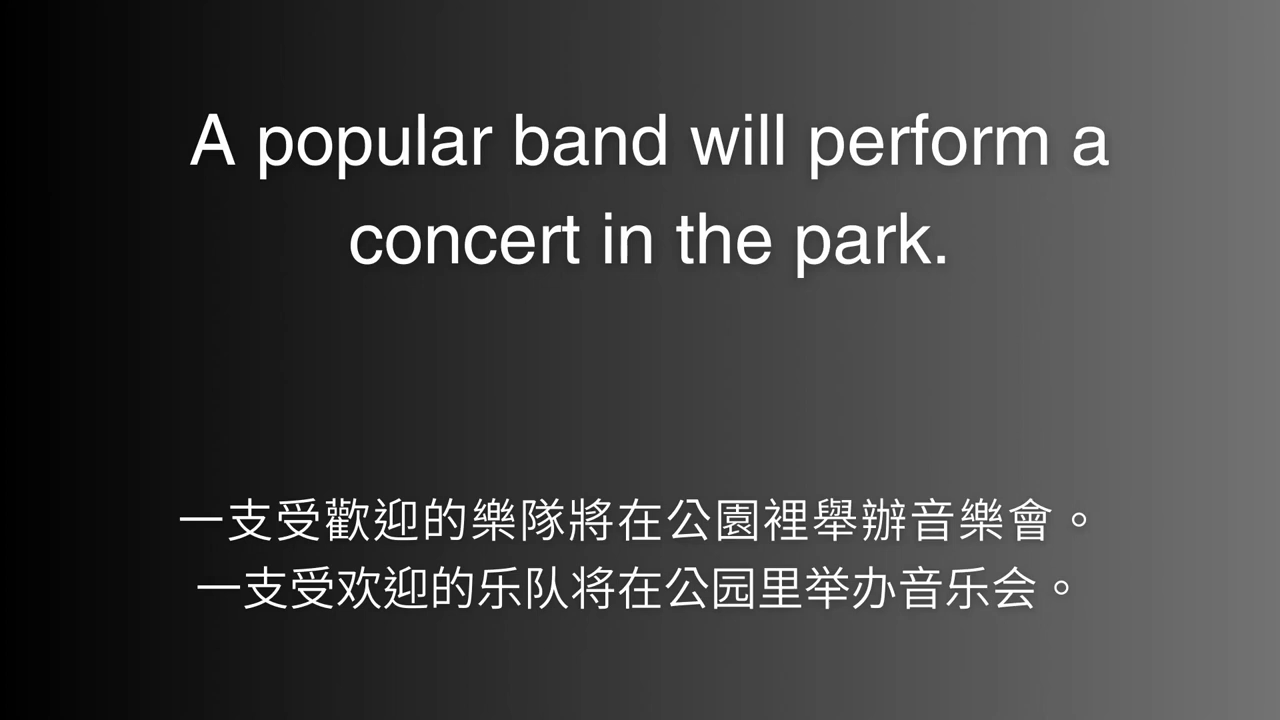 A popular band will perform a
concert in the park.
一支受歡迎的樂隊將在公園裡舉辦音樂會。
一支受欢迎的乐队将在公园里举办音乐会。